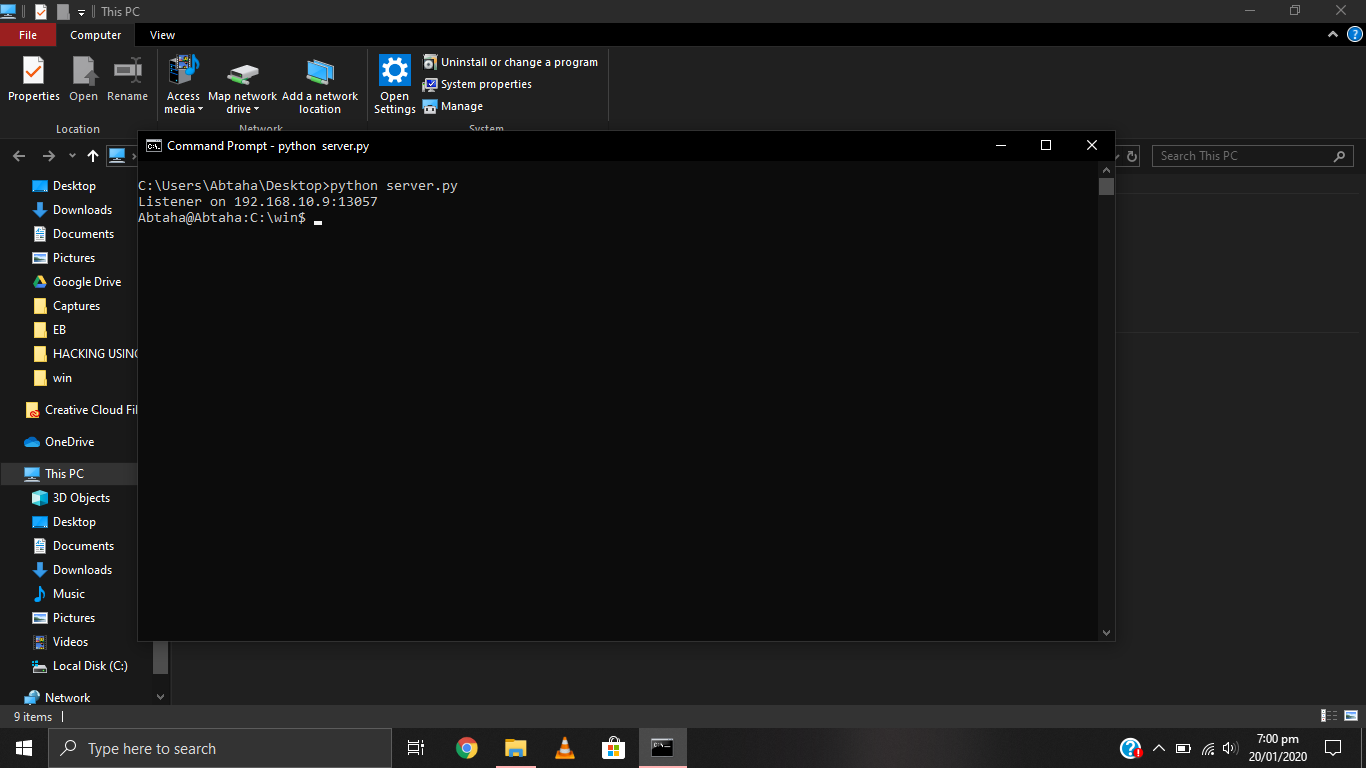 This PC
File Computer View
Properties Open Rename Access media Map network drive Add a network location Open Settings
Uninstall or change a program
System properties
Manage
Location Network System
Search This PC
Desktop
Downloads
Documents
Pictures
Google Drive
Captures
EB
HACKING USING
win
Creative Cloud Fil
OneDrive
This PC
3D Objects
Desktop
Documents
Downloads
Music
Pictures
Videos
Local Disk (C:)
Network
9 items
Command Prompt - python  server.py
C:\Users\Abtaha\Desktop>python server.py
Listener on 192.168.10.9:13057
Abtaha@Abtaha:C:\win$
Type here to search
7:00 pm
20/01/2020